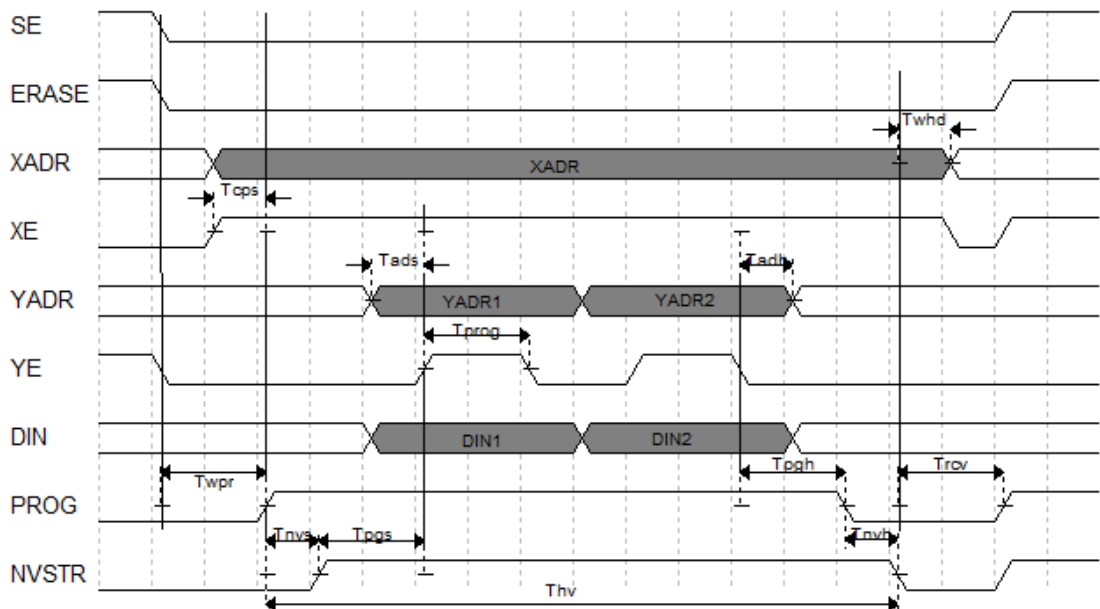 SE
ERASE
Twhd
XADR
XADR
Tcps
XE
Tads
Tadh
YADR
YADR1
YADR2
Tprog
YE
DIN
DIN1
DIN2
Twpr
Tpgh
Trcv
PROG
Tnvs
Tpgs
Tnvh
NVSTR
Thv